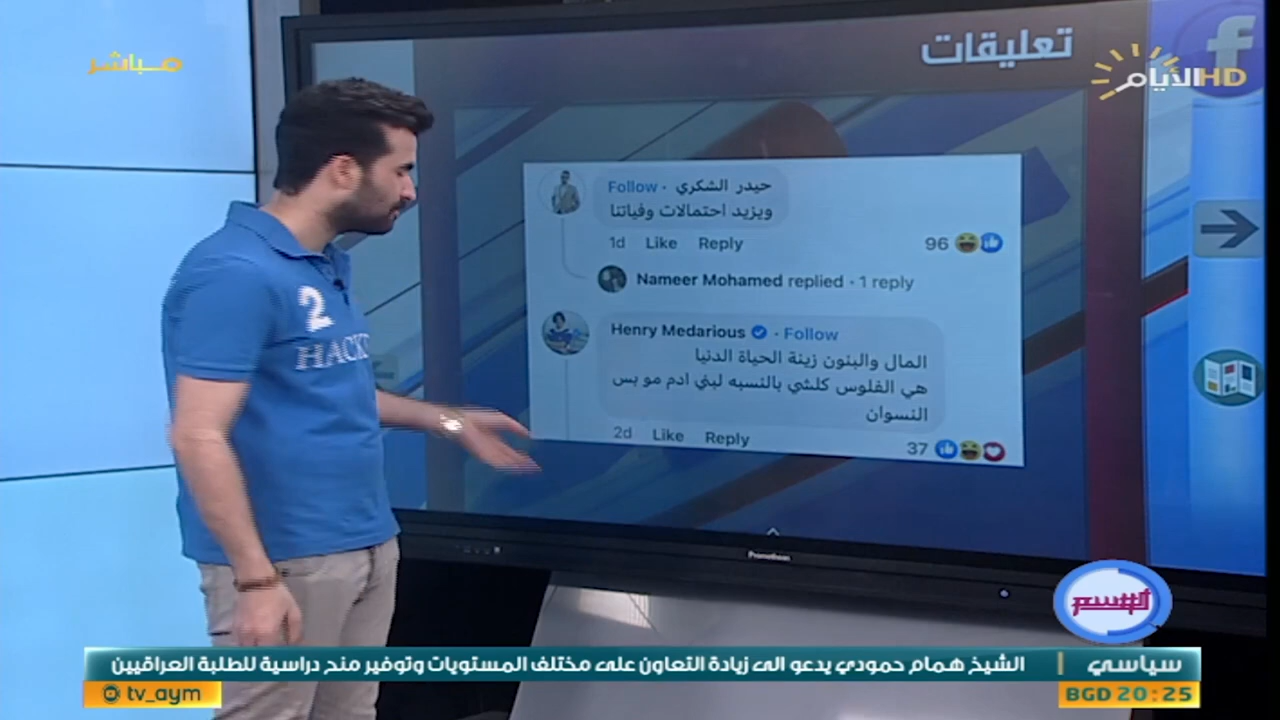 مباشر
تعليقات
f
الأيام HD
حيدر الشكري · Follow
ويزيد احتمالات وفياتنا
1d Like Reply 96
Nameer Mohamed replied · 1 reply
Henry Medarious · Follow
المال والبنون زينة الحياة الدنيا
هي الفلوس كلشي بالنسبه لبني ادم مو بس
النسوان
2d Like Reply 37
2
HACK
Promethean
سياسي | الشيخ همام حمودي يدعو الى زيادة التعاون على مختلف المستويات وتوفير منح دراسية للطلبة العراقيين
tv_aym
BGD 20:25